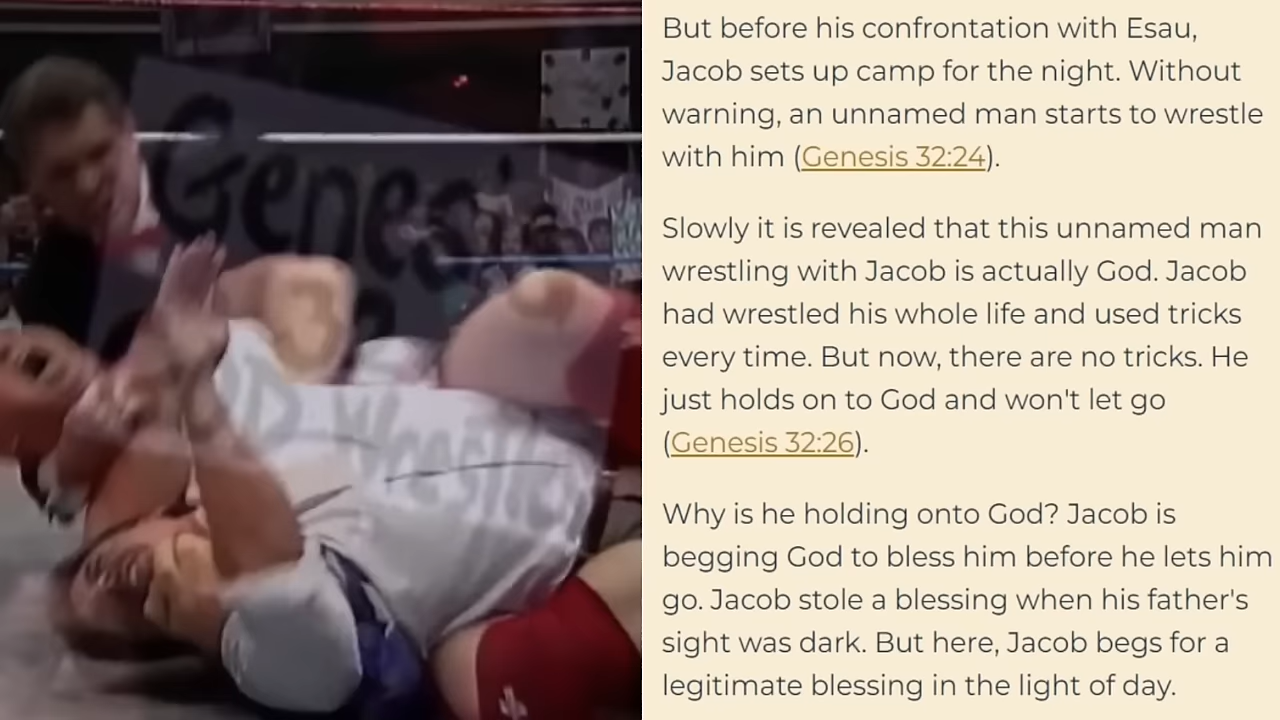 Genes
But before his confrontation with Esau,
Jacob sets up camp for the night. Without
warning, an unnamed man starts to wrestle
with him (Genesis 32:24).
Slowly it is revealed that this unnamed man
wrestling with Jacob is actually God. Jacob
had wrestled his whole life and used tricks
every time. But now, there are no tricks. He
just holds on to God and won't let go
(Genesis 32:26).
Why is he holding onto God? Jacob is
begging God to bless him before he lets him
go. Jacob stole a blessing when his father's
sight was dark. But here, Jacob begs for a
legitimate blessing in the light of day.